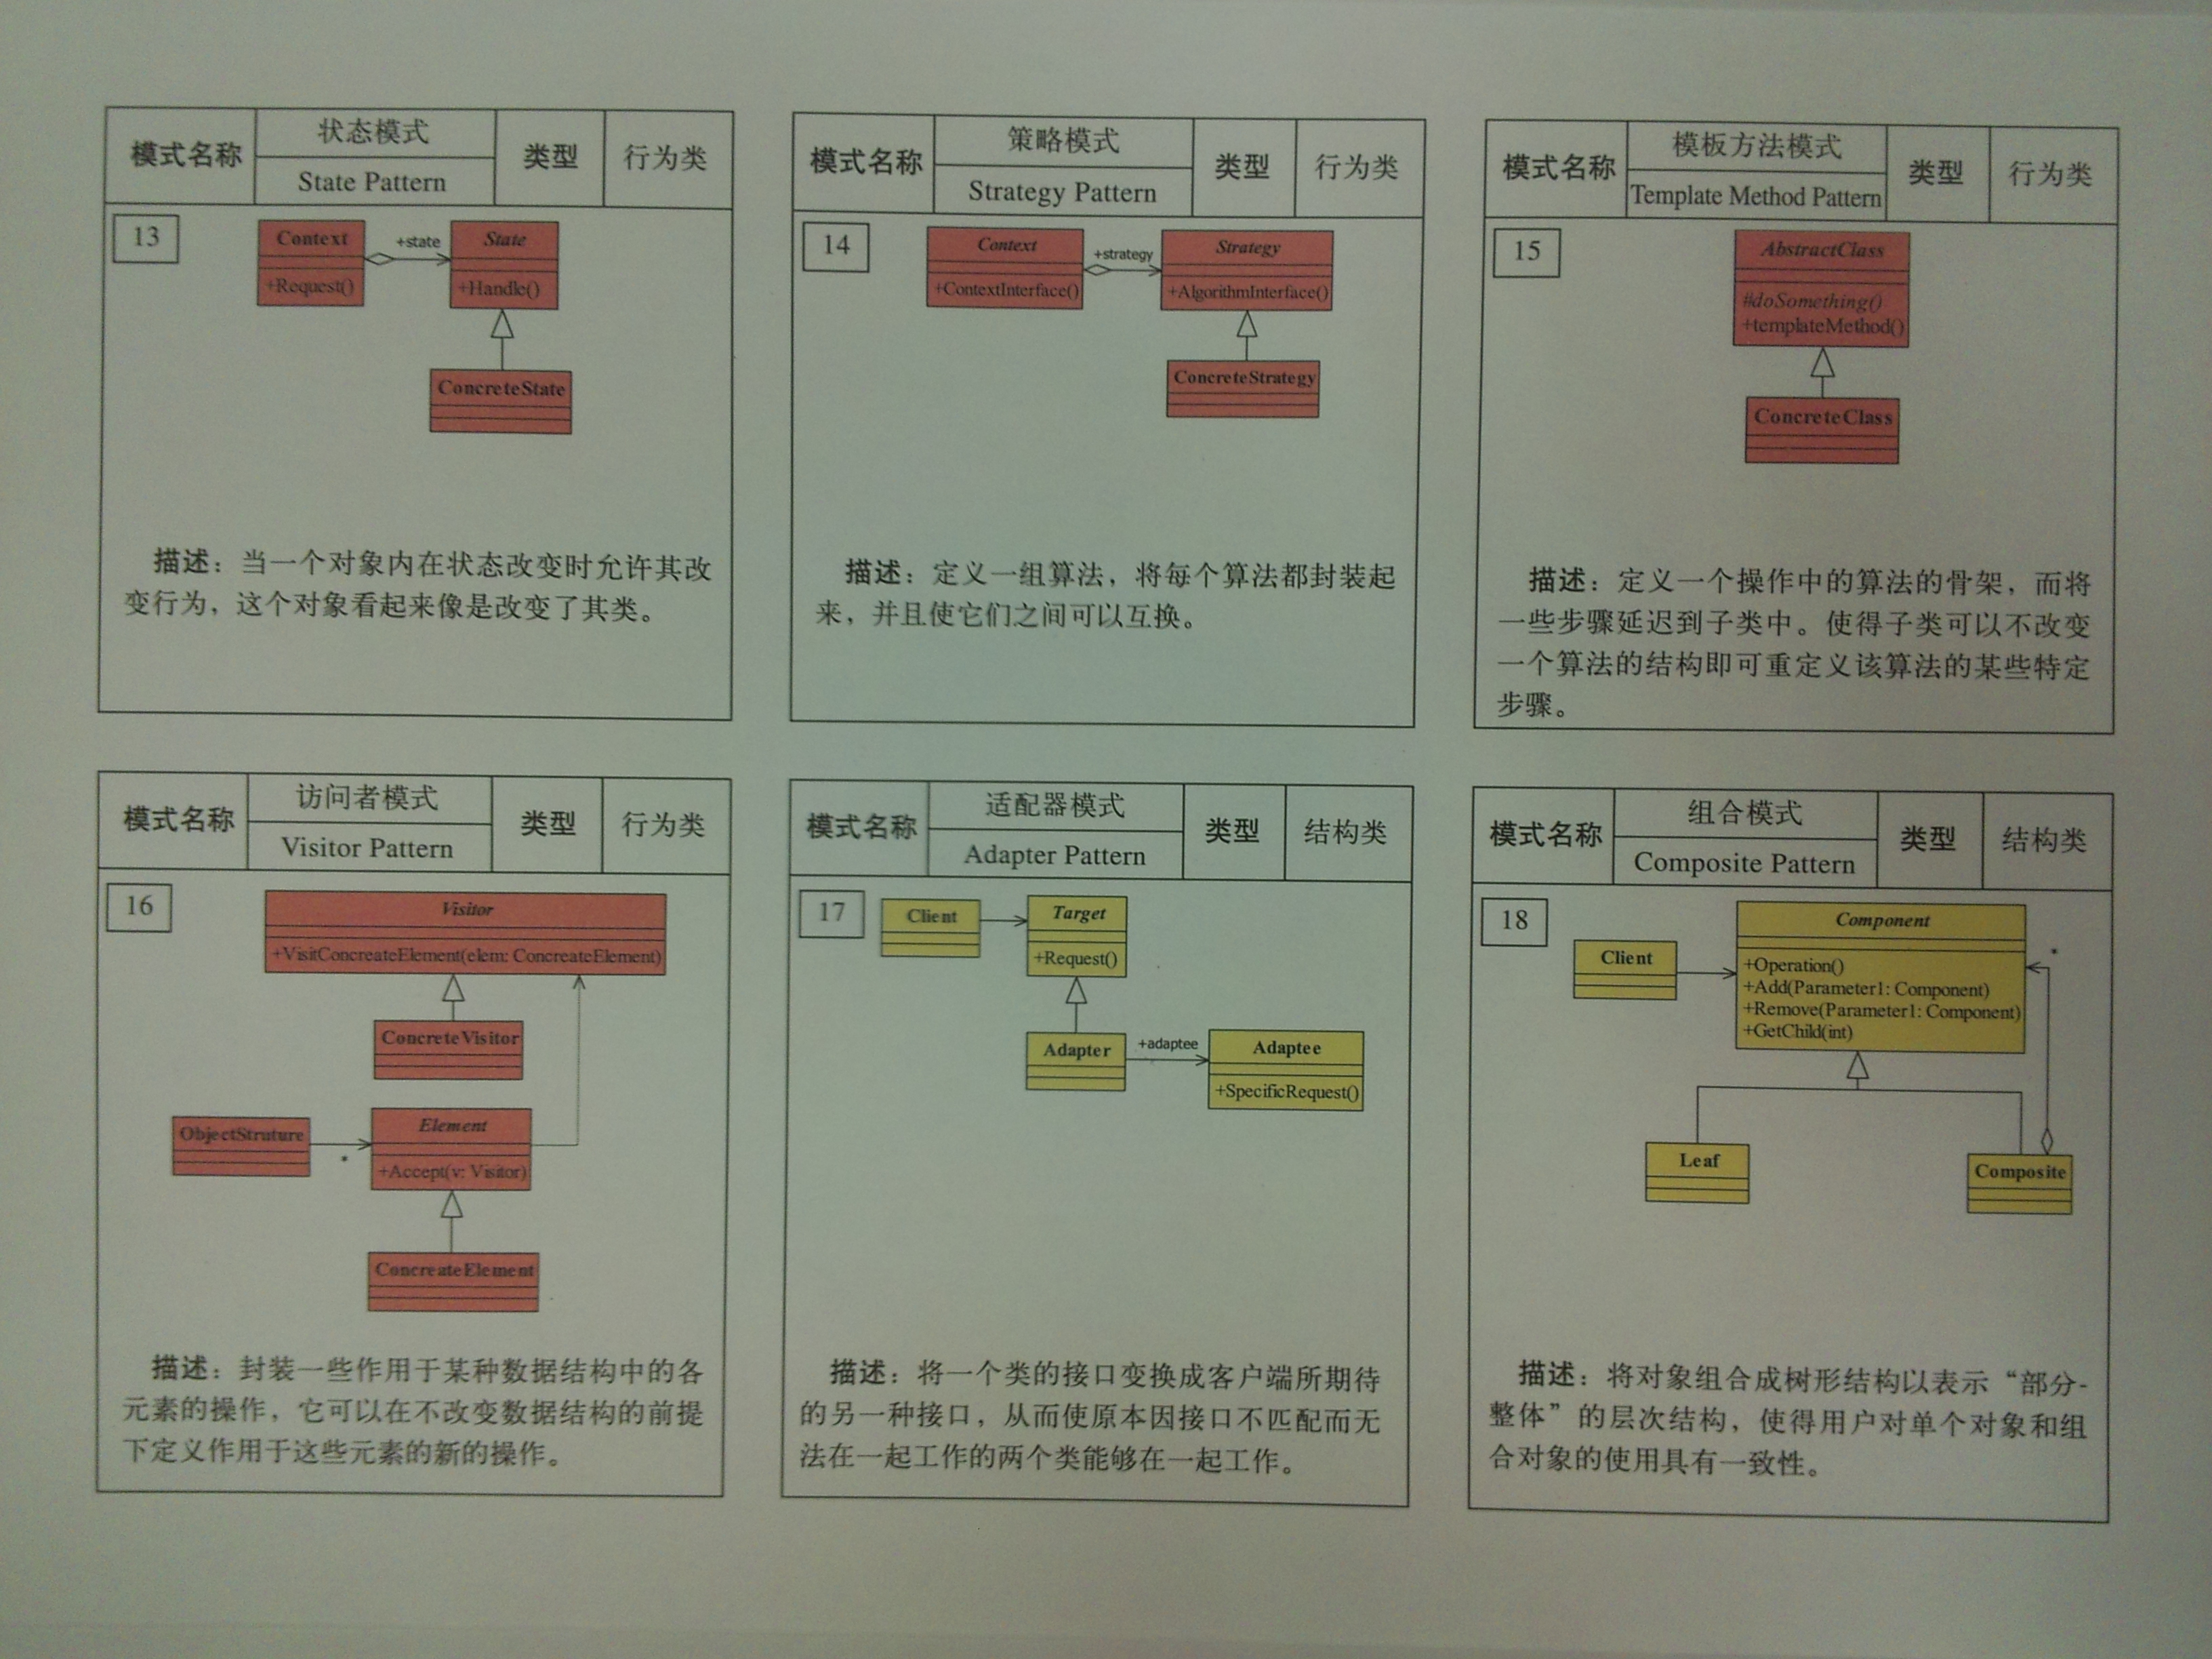 模式名称
状态模式
State Pattern
类型
行为类
13
Context
+Request()
+state
State
+Handle()
ConcreteState
描述：当一个对象内在状态改变时允许其改
变行为，这个对象看起来像是改变了其类。
模式名称
策略模式
Strategy Pattern
类型
行为类
14
Context
+ContextInterface()
+strategy
Strategy
+AlgorithmInterface()
ConcreteStrategy
描述：定义一组算法，将每个算法都封装起
来，并且使它们之间可以互换。
模式名称
模板方法模式
Template Method Pattern
类型
行为类
15
AbstractClass
#doSomething()
+templateMethod()
ConcreteClass
描述：定义一个操作中的算法的骨架，而将
一些步骤延迟到子类中。使得子类可以不改变
一个算法的结构即可重定义该算法的某些特定
步骤。
模式名称
访问者模式
Visitor Pattern
类型
行为类
16
Visitor
+VisitConcreateElement(elem: ConcreateElement)
ConcreteVisitor
ObjectStruture
*
Element
+Accept(v: Visitor)
ConcreateElement
描述：封装一些作用于某种数据结构中的各
元素的操作，它可以在不改变数据结构的前提
下定义作用于这些元素的新的操作。
模式名称
适配器模式
Adapter Pattern
类型
结构类
17
Client
Target
+Request()
Adapter
+adaptee
Adaptee
+SpecificRequest()
描述：将一个类的接口变换成客户端所期待
的另一种接口，从而使原本因接口不匹配而无
法在一起工作的两个类能够在一起工作。
模式名称
组合模式
Composite Pattern
类型
结构类
18
Client
Component
+Operation()
+Add(Parameter1: Component)
+Remove(Parameter1: Component)
+GetChild(int)
*
Leaf
Composite
描述：将对象组合成树形结构以表示“部分-
整体”的层次结构，使得用户对单个对象和组
合对象的使用具有一致性。